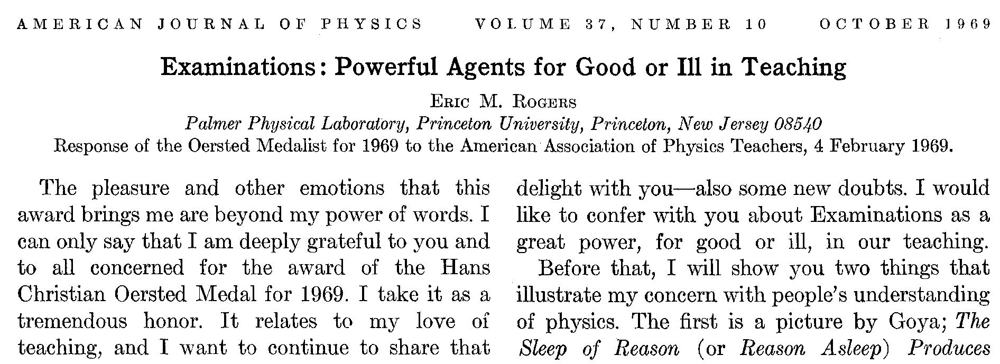 AMERICAN JOURNAL OF PHYSICS VOLUME 37, NUMBER 10 OCTOBER 1969
Examinations: Powerful Agents for Good or Ill in Teaching
ERIC M. ROGERS
Palmer Physical Laboratory, Princeton University, Princeton, New Jersey 08540
Response of the Oersted Medalist for 1969 to the American Association of Physics Teachers, 4 February 1969.
The pleasure and other emotions that this
award brings me are beyond my power of words. I
can only say that I am deeply grateful to you and
to all concerned for the award of the Hans
Christian Oersted Medal for 1969. I take it as a
tremendous honor. It relates to my love of
teaching, and I want to continue to share that
delight with you—also some new doubts. I would
like to confer with you about Examinations as a
great power, for good or ill, in our teaching.
Before that, I will show you two things that
illustrate my concern with people's understanding
of physics. The first is a picture by Goya; The
Sleep of Reason (or Reason Asleep) Produces